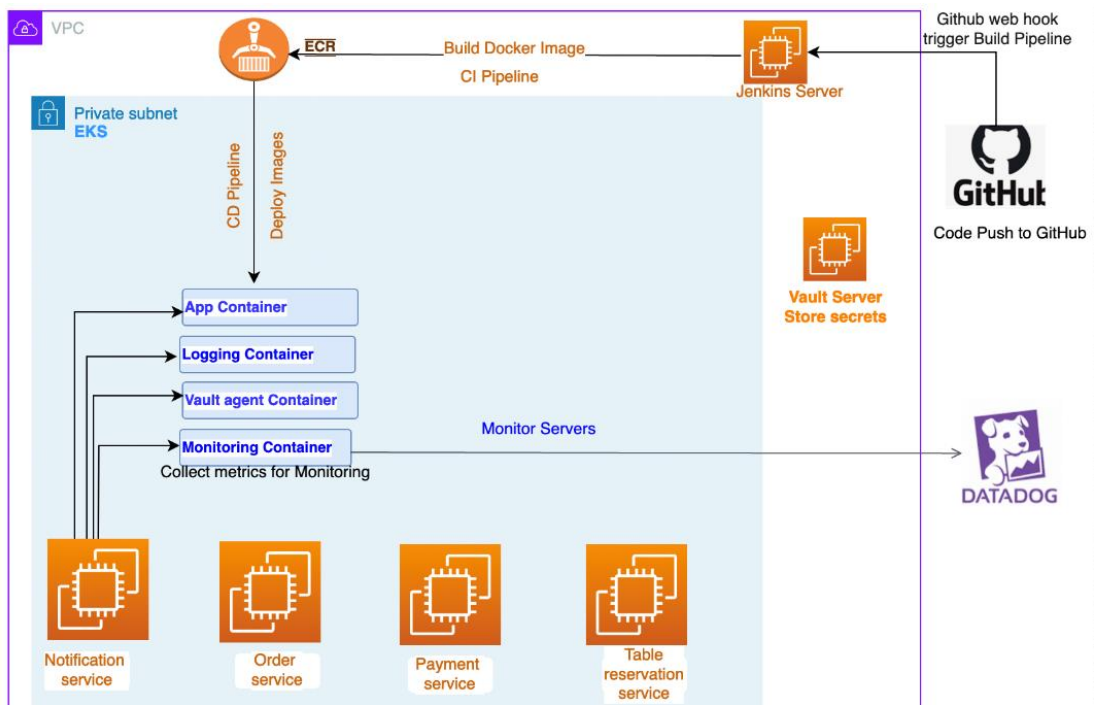 VPC
ECR
Build Docker Image
CI Pipeline
Jenkins Server
Github web hook
trigger Build Pipeline
GitHub
Code Push to GitHub
Private subnet
EKS
CD Pipeline
Deploy Images
Vault Server
Store secrets
App Container
Logging Container
Vault agent Container
Monitoring Container
Collect metrics for Monitoring
Monitor Servers
DATADOG
Notification
service
Order
service
Payment
service
Table
reservation
service